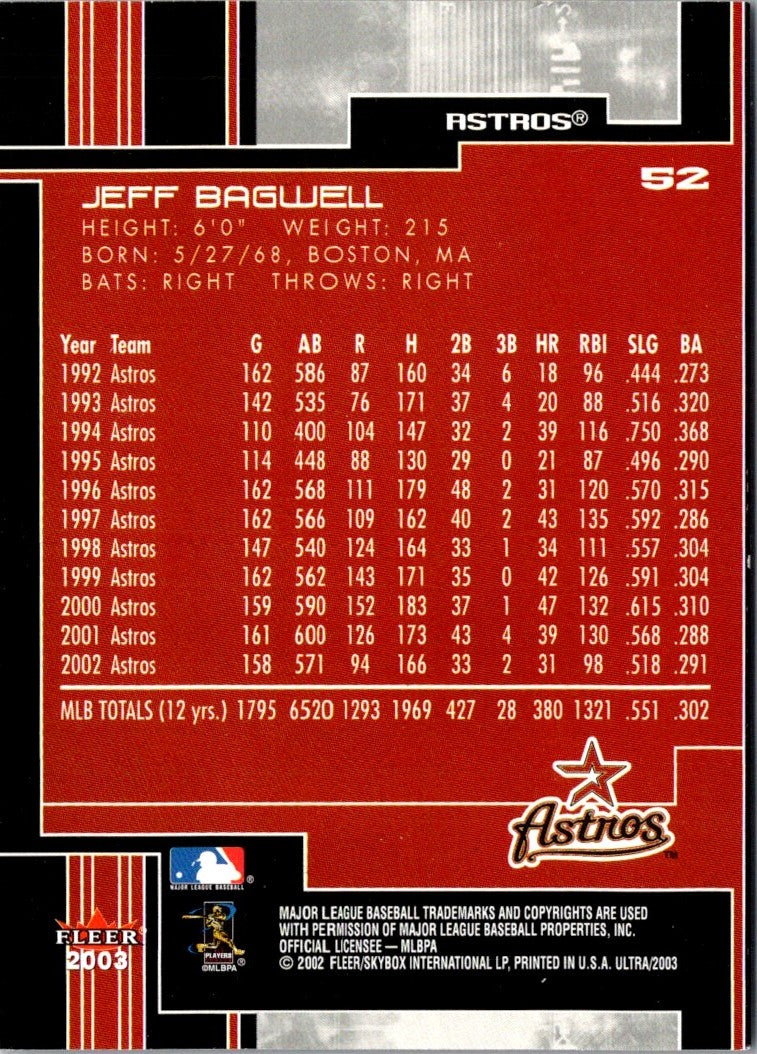 ASTROS®
52
JEFF BAGWELL
HEIGHT: 6'0" WEIGHT: 215
BORN: 5/27/68, BOSTON, MA
BATS: RIGHT THROWS: RIGHT
Year Team G AB R H 2B 3B HR RBI SLG BA
1992 Astros 162 586 87 160 34 6 18 96 .444 .273
1993 Astros 142 535 76 171 37 4 20 88 .516 .320
1994 Astros 110 400 104 147 32 2 39 116 .750 .368
1995 Astros 114 448 88 130 29 0 21 87 .496 .290
1996 Astros 162 568 111 179 48 2 31 120 .570 .315
1997 Astros 162 566 109 162 40 2 43 135 .592 .286
1998 Astros 147 540 124 164 33 1 34 111 .557 .304
1999 Astros 162 562 143 171 35 0 42 126 .591 .304
2000 Astros 159 590 152 183 37 1 47 132 .615 .310
2001 Astros 161 600 126 173 43 4 39 130 .568 .288
2002 Astros 158 571 94 166 33 2 31 98 .518 .291
MLB TOTALS (12 yrs.) 1795 6520 1293 1969 427 28 380 1321 .551 .302
Astros™
MAJOR LEAGUE BASEBALL®
PLAYERS
©MLBPA®
FLEER®
2003
MAJOR LEAGUE BASEBALL TRADEMARKS AND COPYRIGHTS ARE USED
WITH PERMISSION OF MAJOR LEAGUE BASEBALL PROPERTIES, INC.
OFFICIAL LICENSEE — MLBPA
© 2002 FLEER/SKYBOX INTERNATIONAL LP, PRINTED IN U.S.A. ULTRA/2003